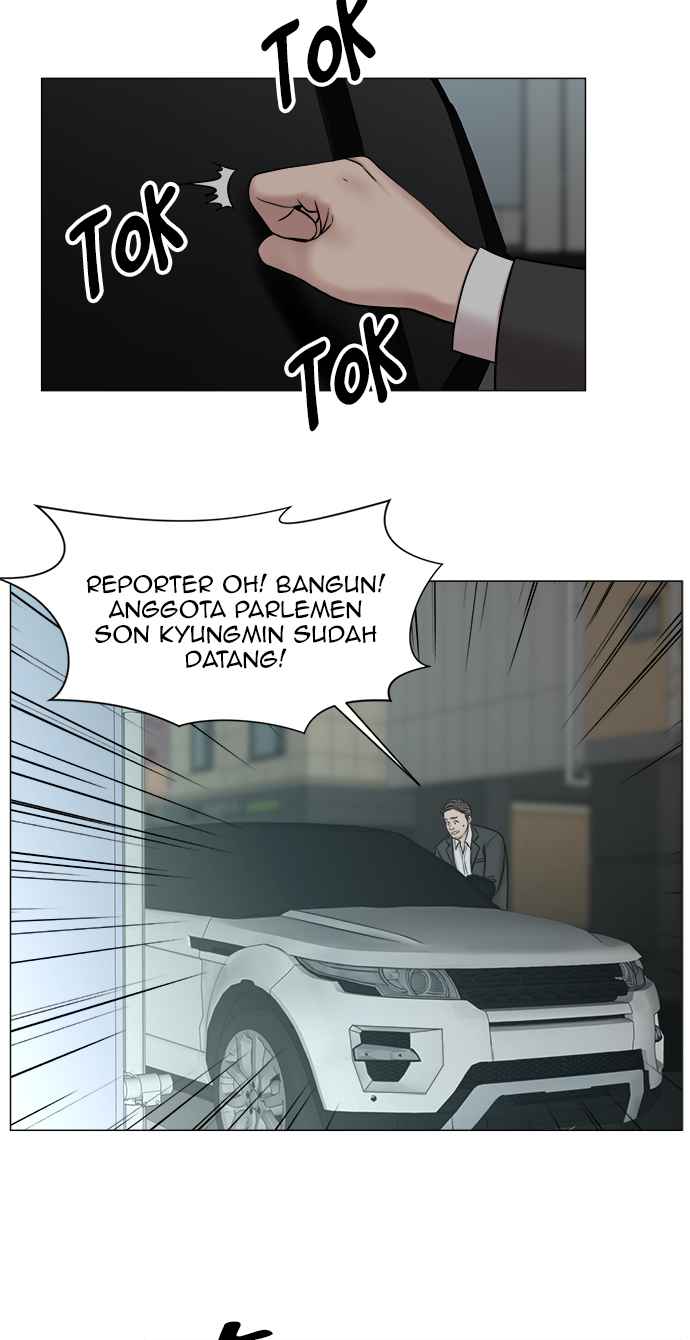 TOK
TOK
TOK
REPORTER OH! BANGUN!
ANGGOTA PARLEMEN
SON KYUNGMIN SUDAH
DATANG!